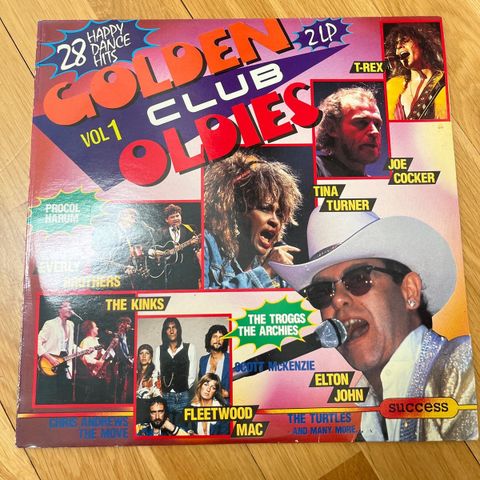 28 HAPPY
DANCE
HITS
GOLDEN
2 LP
CLUB
VOL 1
OLDIES
T-REX
JOE
COCKER
TINA
TURNER
PROCOL
HARUM
EVERLY
BROTHERS
THE KINKS
THE TROGGS
THE ARCHIES
SCOTT MCKENZIE
ELTON
JOHN
FLEETWOOD
MAC
CHRIS ANDREWS
THE MOVE
THE TURTLES
AND MANY MORE...
success